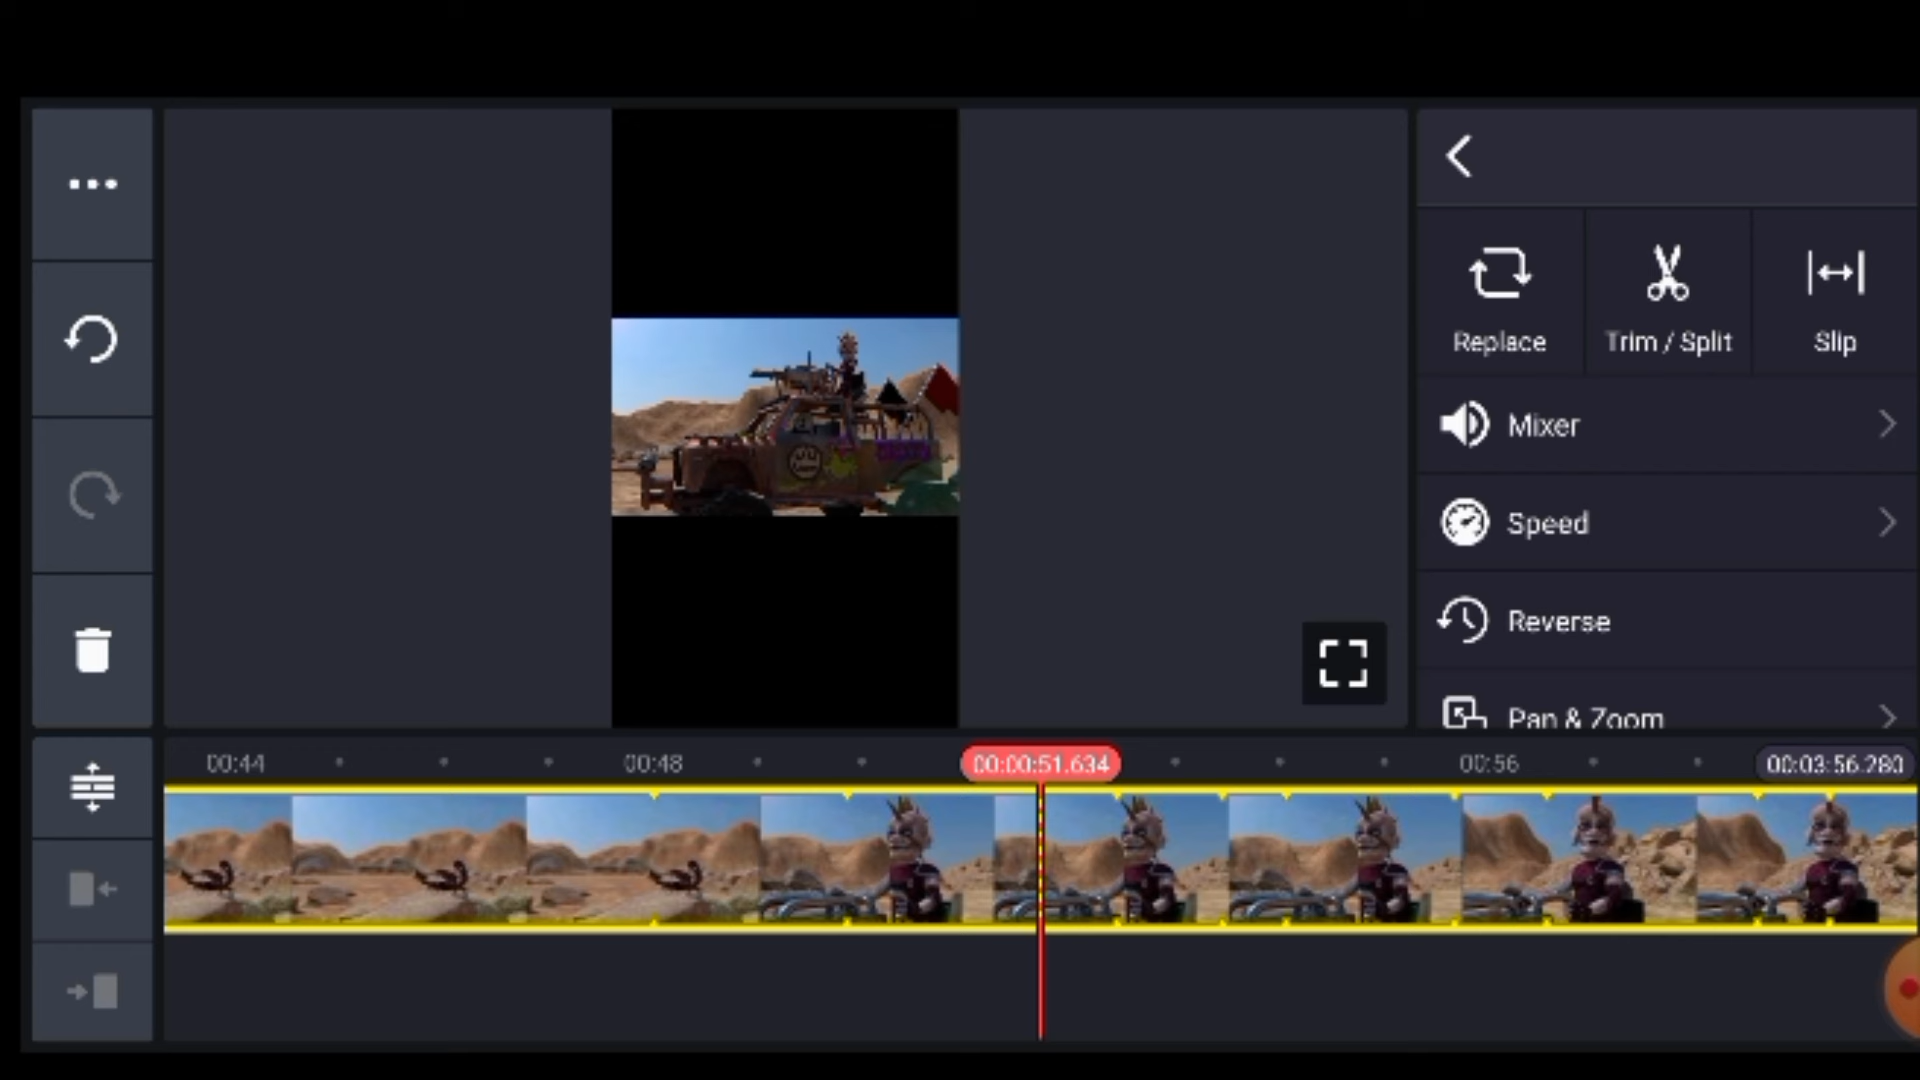 Replace
Trim / Split
Slip
Mixer
Speed
Reverse
Pan & Zoom
00:44
00:48
00:00:51.634
00:56
00:03:56.280